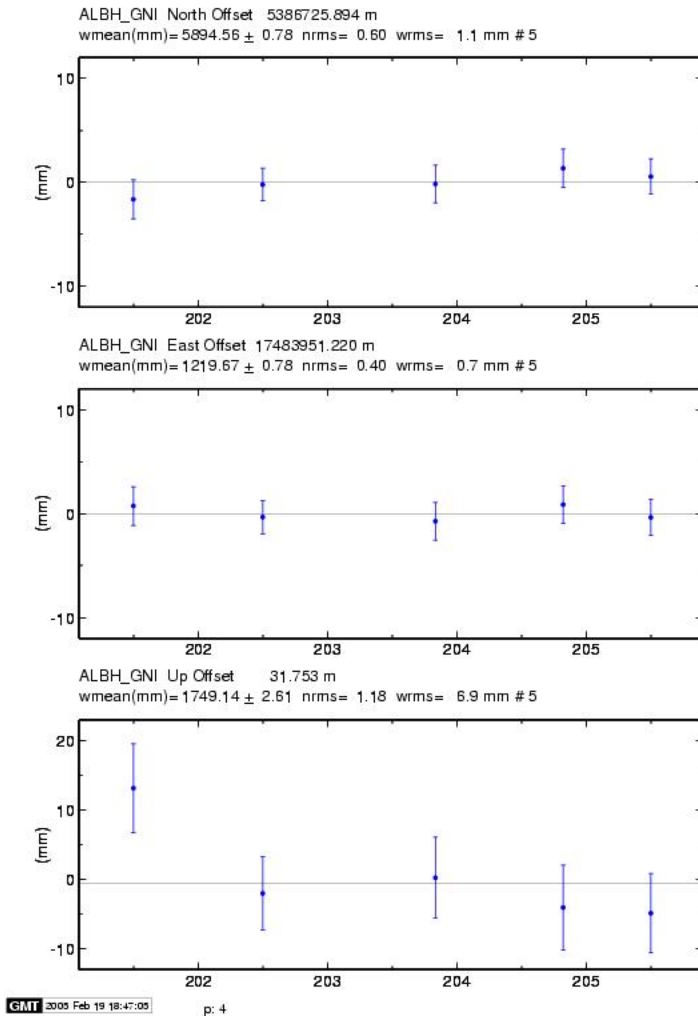 ALBH_GNI North Offset 5386725.894 m
wmean(mm)= 5894.56 ± 0.78 nrms= 0.60 wrms= 1.1 mm # 5
10
0
-10
(mm)
202 203 204 205
ALBH_GNI East Offset 17483951.220 m
wmean(mm)= 1219.67 ± 0.78 nrms= 0.40 wrms= 0.7 mm # 5
10
0
-10
(mm)
202 203 204 205
ALBH_GNI Up Offset 31.753 m
wmean(mm)= 1749.14 ± 2.61 nrms= 1.18 wrms= 6.9 mm # 5
20
10
0
-10
(mm)
202 203 204 205
GMT 2005 Feb 19 18:47:05 p: 4